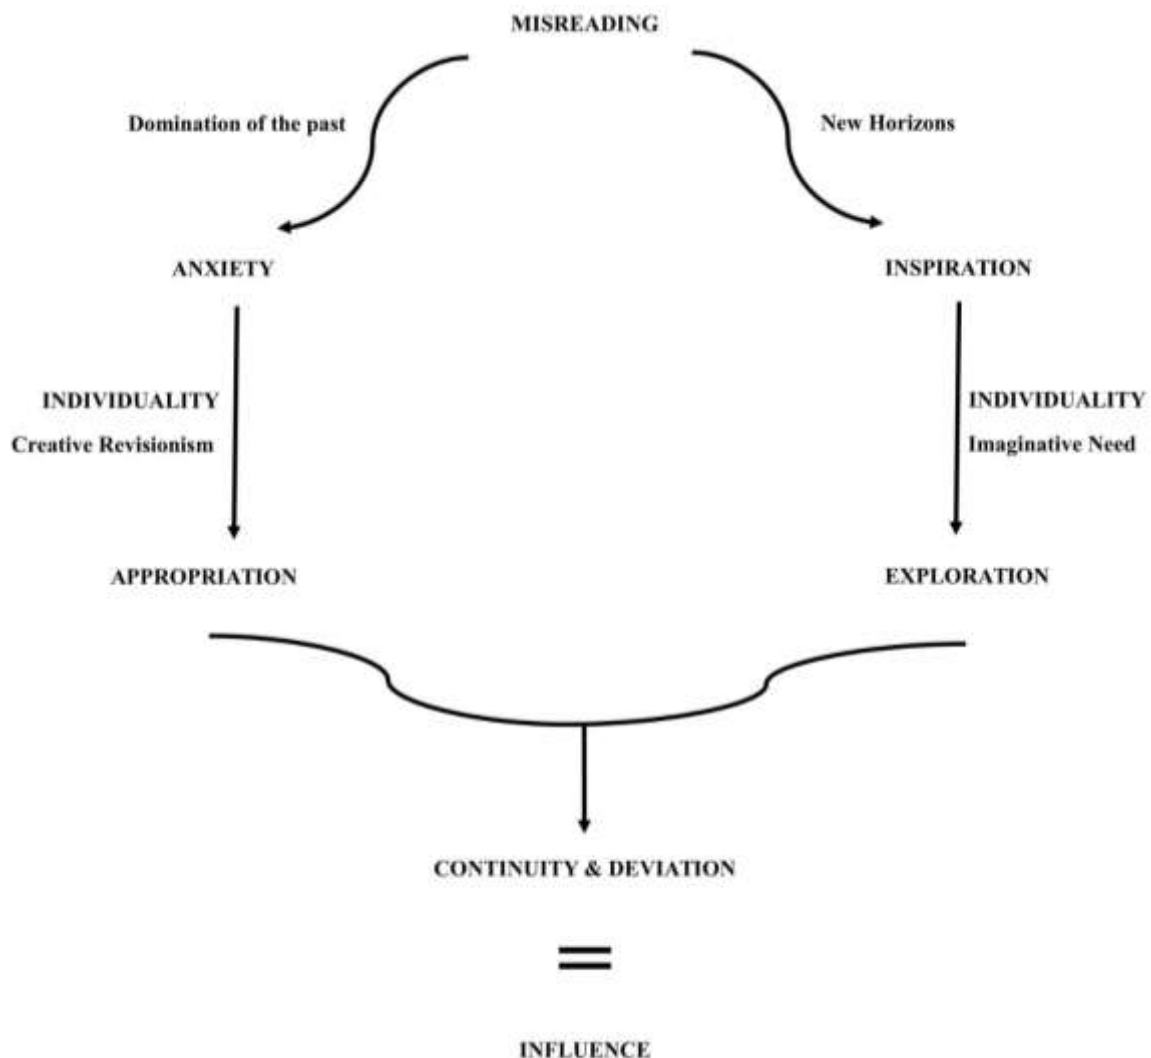 MISREADING
Domination of the past
New Horizons
ANXIETY
INSPIRATION
INDIVIDUALITY
Creative Revisionism
INDIVIDUALITY
Imaginative Need
APPROPRIATION
EXPLORATION
CONTINUITY & DEVIATION
=
INFLUENCE